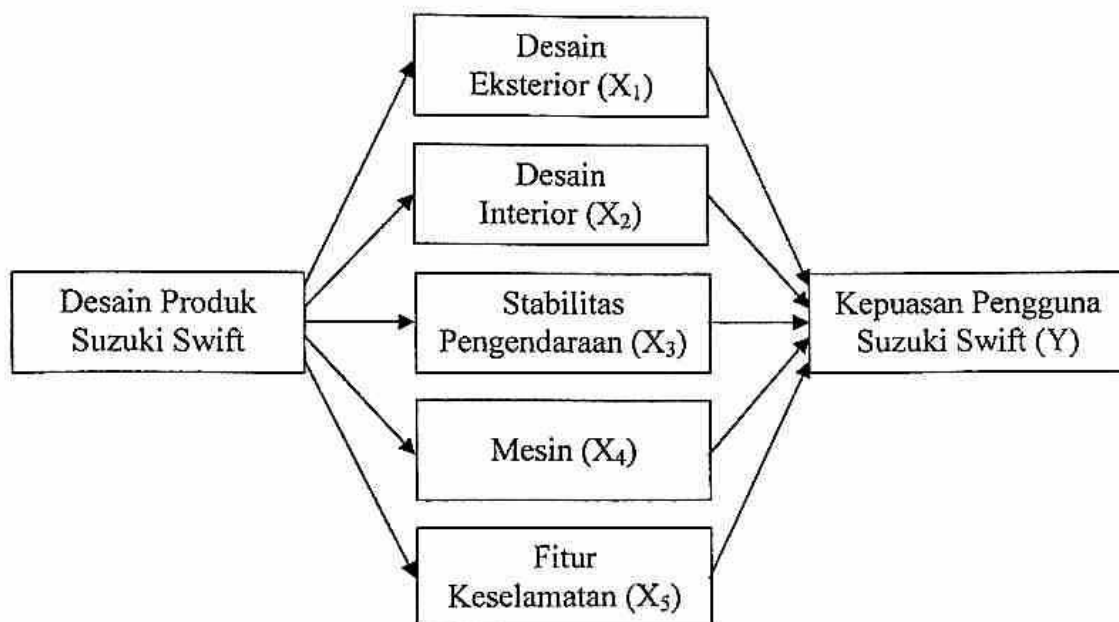 Desain
Eksterior (X₁)
Desain
Interior (X₂)
Desain Produk
Suzuki Swift
Stabilitas
Pengendaraan (X₃)
Kepuasan Pengguna
Suzuki Swift (Y)
Mesin (X₄)
Fitur
Keselamatan (X₅)